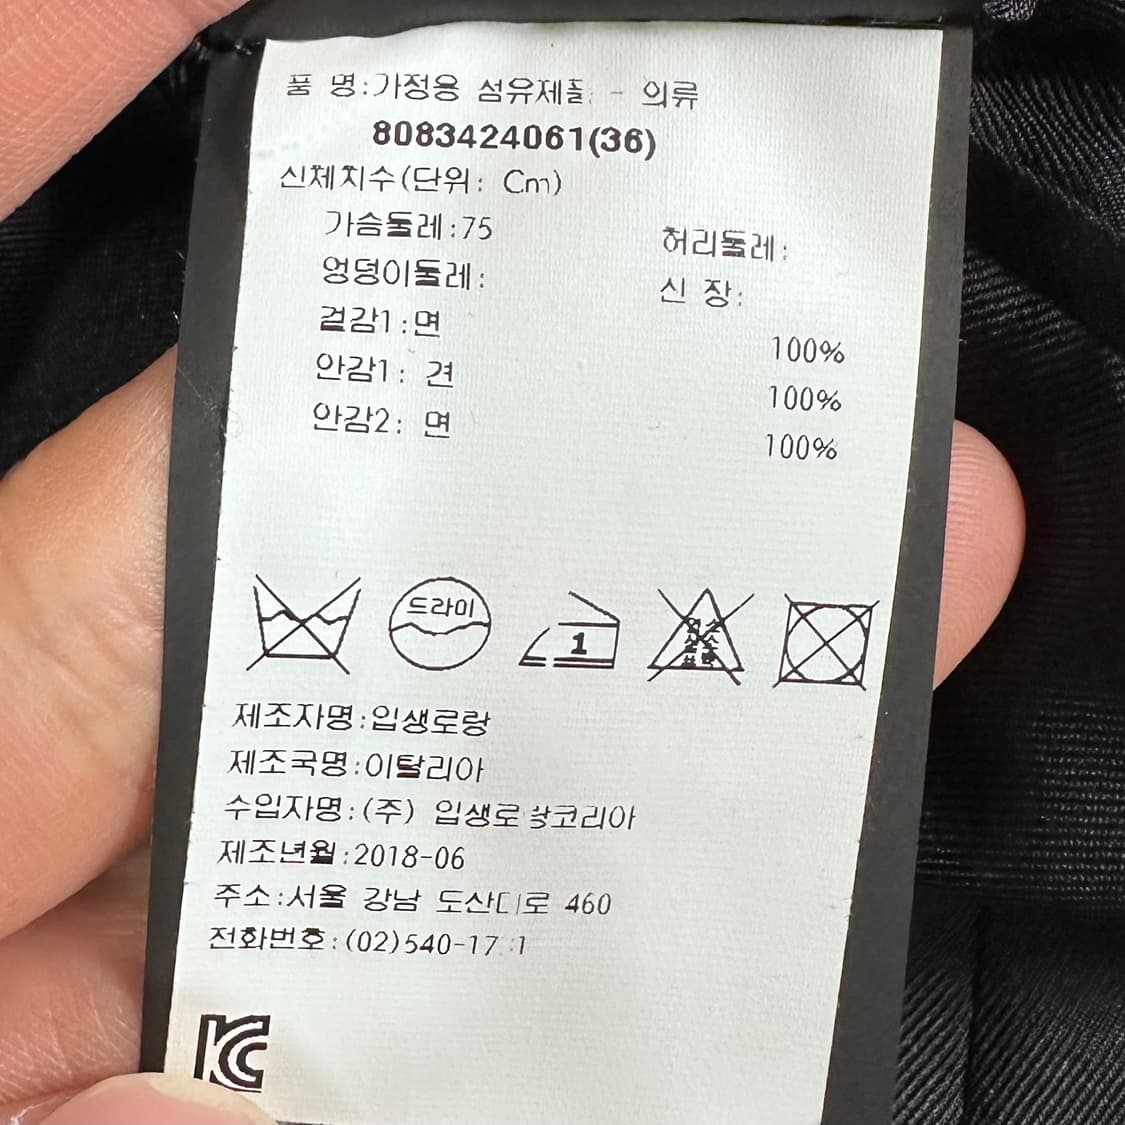 품 명:가정용 섬유제품 - 의류
8083424061(36)
신체치수(단위: Cm)
가슴둘레:75 허리둘레:
엉덩이둘레: 신 장:
겉감1:면 100%
안감1: 견 100%
안감2: 면 100%
드라이
1
제조자명:입생로랑
제조국명:이탈리아
수입자명:(주) 입생로랑코리아
제조년월:2018-06
주소:서울 강남 도산대로 460
전화번호:
KC